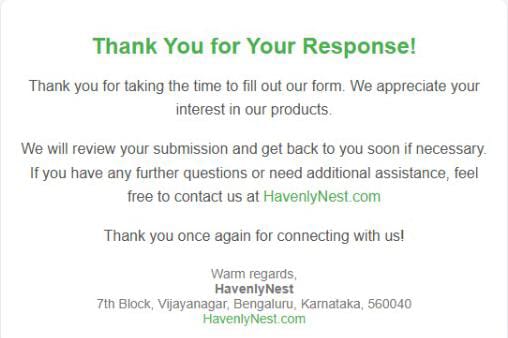 Thank You for Your Response!
Thank you for taking the time to fill out our form. We appreciate your
interest in our products.
We will review your submission and get back to you soon if necessary.
If you have any further questions or need additional assistance, feel
free to contact us at HavenlyNest.com
Thank you once again for connecting with us!
Warm regards,
HavenlyNest
7th Block, Vijayanagar, Bengaluru, Karnataka, 560040
HavenlyNest.com